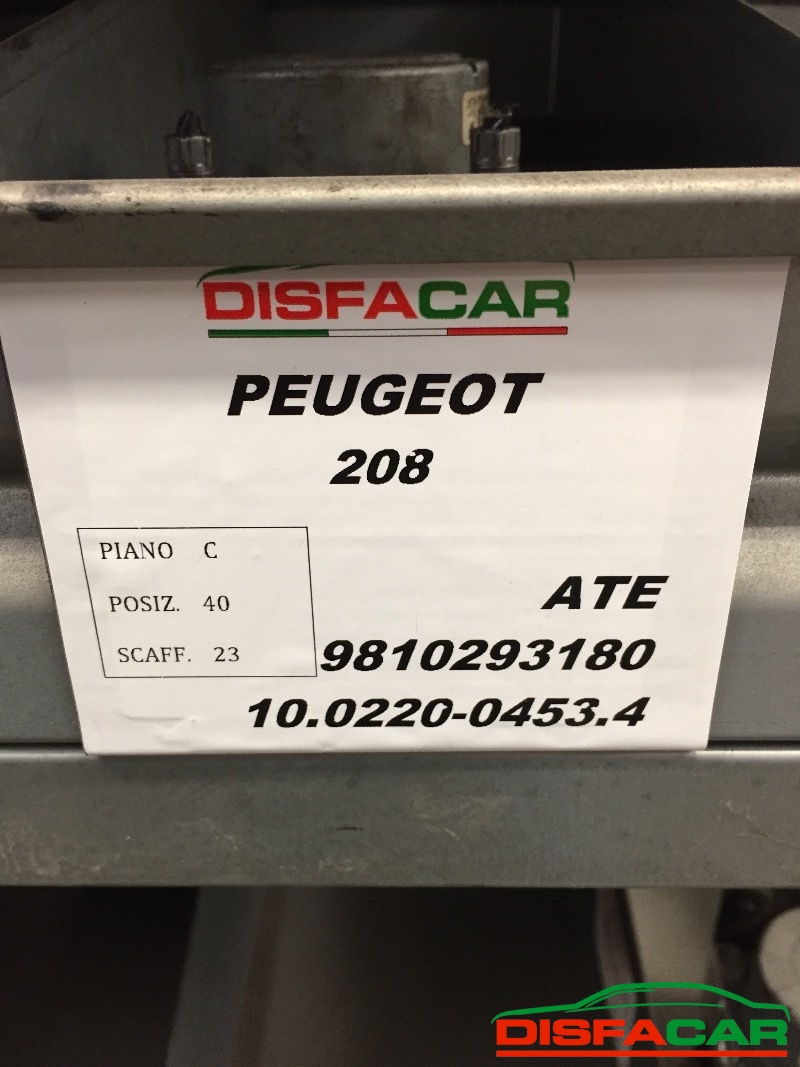 DISFACAR
PEUGEOT
208
PIANO C
POSIZ. 40
SCAFF. 23
ATE
9810293180
10.0220-0453.4
DISFACAR